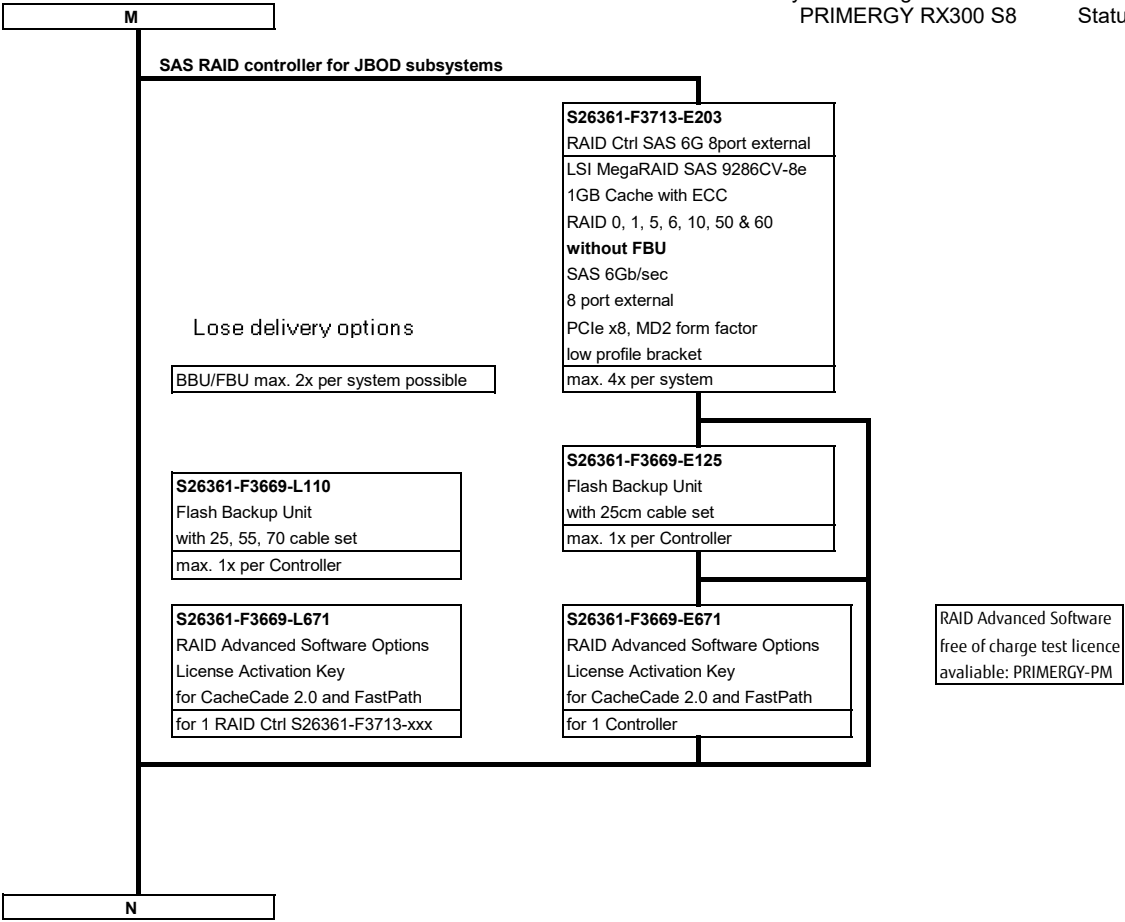 PRIMERGY RX300 S8 Statu
M
SAS RAID controller for JBOD subsystems
S26361-F3713-E203
RAID Ctrl SAS 6G 8port external
LSI MegaRAID SAS 9286CV-8e
1GB Cache with ECC
RAID 0, 1, 5, 6, 10, 50 & 60
without FBU
SAS 6Gb/sec
8 port external
PCIe x8, MD2 form factor
low profile bracket
max. 4x per system
Lose delivery options
BBU/FBU max. 2x per system possible
S26361-F3669-L110
Flash Backup Unit
with 25, 55, 70 cable set
max. 1x per Controller
S26361-F3669-E125
Flash Backup Unit
with 25cm cable set
max. 1x per Controller
S26361-F3669-L671
RAID Advanced Software Options
License Activation Key
for CacheCade 2.0 and FastPath
for 1 RAID Ctrl S26361-F3713-xxx
S26361-F3669-E671
RAID Advanced Software Options
License Activation Key
for CacheCade 2.0 and FastPath
for 1 Controller
RAID Advanced Software
free of charge test licence
avaliable: PRIMERGY-PM
N